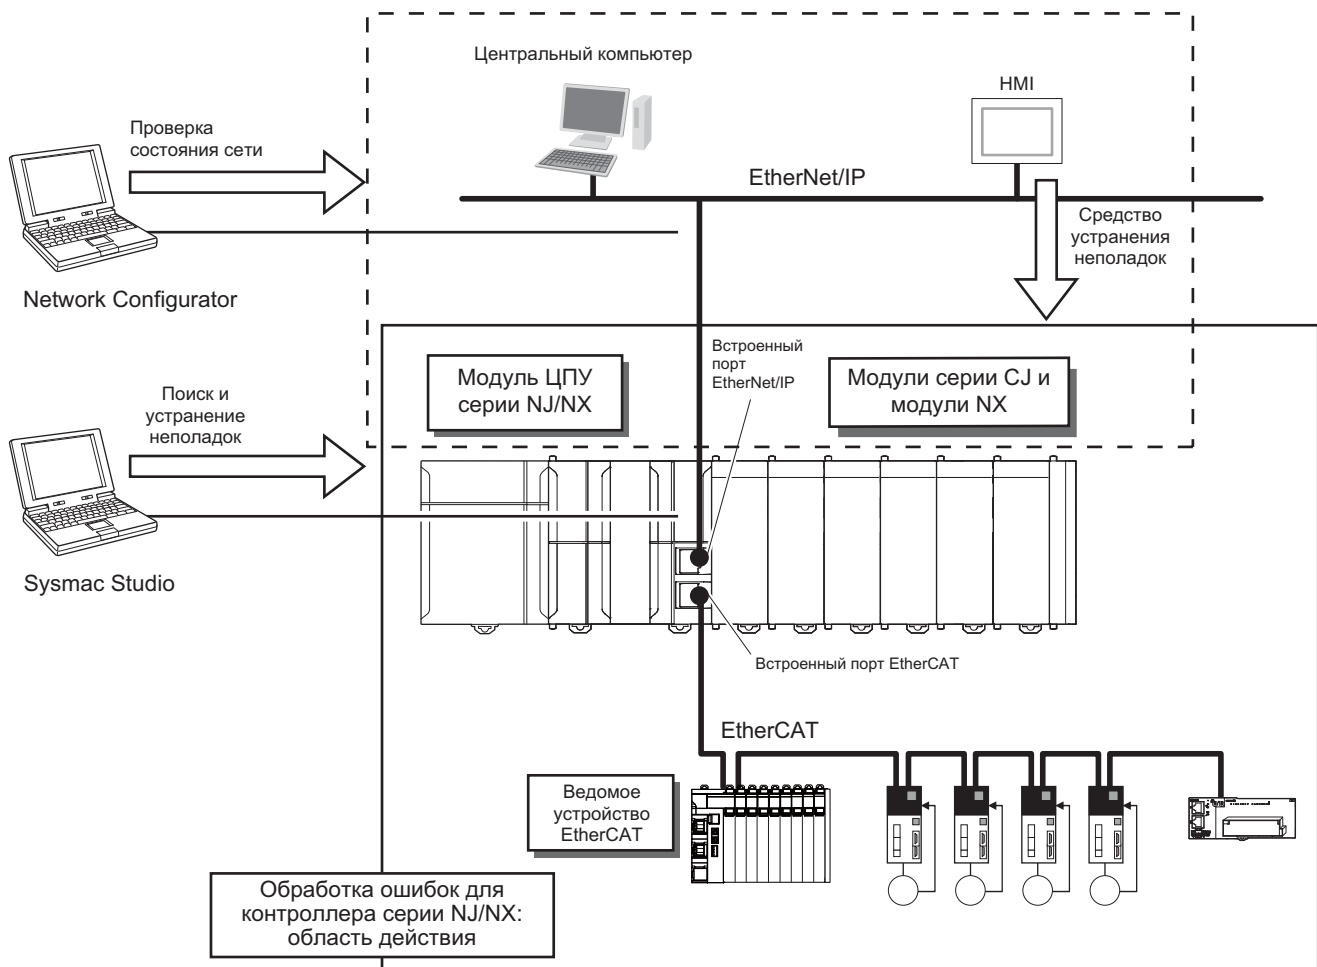 Центральный компьютер
HMI
Проверка
состояния сети
EtherNet/IP
Средство
устранения
неполадок
Network Configurator
Встроенный
порт
EtherNet/IP
Модуль ЦПУ
серии NJ/NX
Модули серии CJ и
модули NX
Поиск и
устранение
неполадок
Sysmac Studio
Встроенный порт EtherCAT
EtherCAT
Ведомое
устройство
EtherCAT
Обработка ошибок для
контроллера серии NJ/NX:
область действия